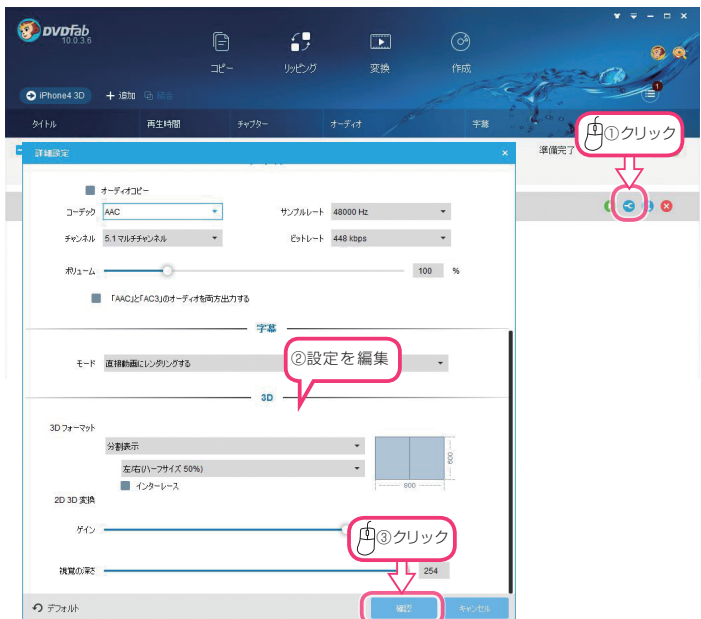 DVDFab
10.0.3.6
コピー
リッピング
変換
作成
iPhone4 3D
+ 追加
結合
1
タイトル
再生時間
チャプター
オーディオ
字幕
準備完了
①クリック
詳細設定
オーディオコピー
コーデック
AAC
サンプルレート
48000 Hz
チャンネル
5.1 マルチチャンネル
ビットレート
448 kbps
ボリューム
100
%
「AAC」と「AC3」のオーディオを両方出力する
字幕
モード
直接動画にレンダリングする
②設定を編集
3D
3D フォーマット
分割表示
左/右(ハーフサイズ 50%)
インターレース
600
800
2D 3D 変換
ゲイン
③クリック
視覚の深さ
254
デフォルト
確認
キャンセル